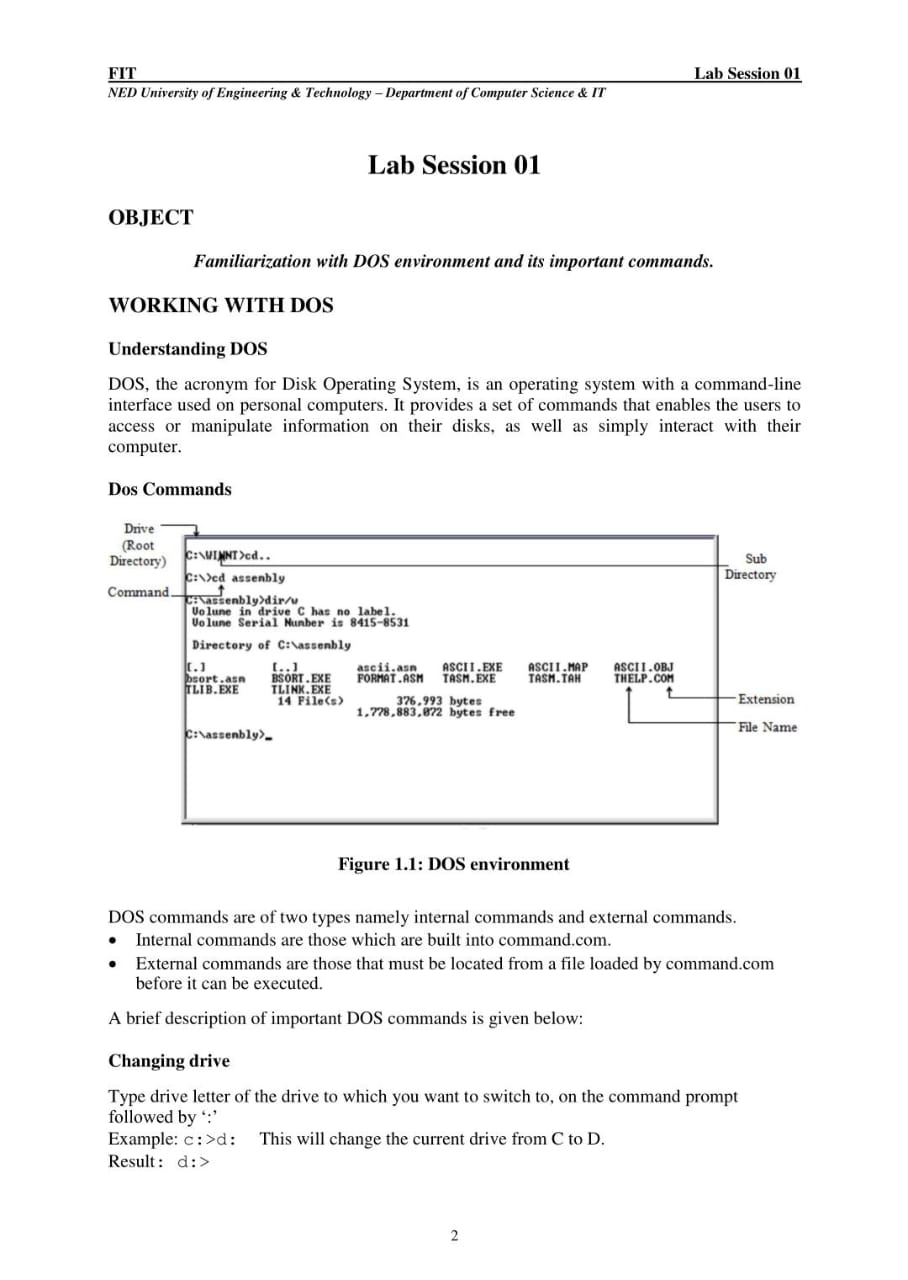 FIT Lab Session 01
NED University of Engineering & Technology – Department of Computer Science & IT
Lab Session 01
OBJECT
Familiarization with DOS environment and its important commands.
WORKING WITH DOS
Understanding DOS
DOS, the acronym for Disk Operating System, is an operating system with a command-line
interface used on personal computers. It provides a set of commands that enables the users to
access or manipulate information on their disks, as well as simply interact with their
computer.
Dos Commands
Drive
(Root
Directory)
Command
C:\WINNT>cd..
C:\>cd assembly
C:\assembly>dir/w
Volume in drive C has no label.
Volume Serial Number is 8415-8531
Directory of C:\assembly
[.] [..] ascii.asm ASCII.EXE ASCII.MAP ASCII.OBJ
bsort.asm BSORT.EXE FORMAT.ASM TASM.EXE TASM.TAH THELP.COM
TLIB.EXE TLINK.EXE
14 File(s) 376,993 bytes
1,778,883,072 bytes free
C:\assembly>_
Sub
Directory
Extension
File Name
Figure 1.1: DOS environment
DOS commands are of two types namely internal commands and external commands.
• Internal commands are those which are built into command.com.
• External commands are those that must be located from a file loaded by command.com
before it can be executed.
A brief description of important DOS commands is given below:
Changing drive
Type drive letter of the drive to which you want to switch to, on the command prompt
followed by ‘:’
Example: c:>d: This will change the current drive from C to D.
Result: d:>
2